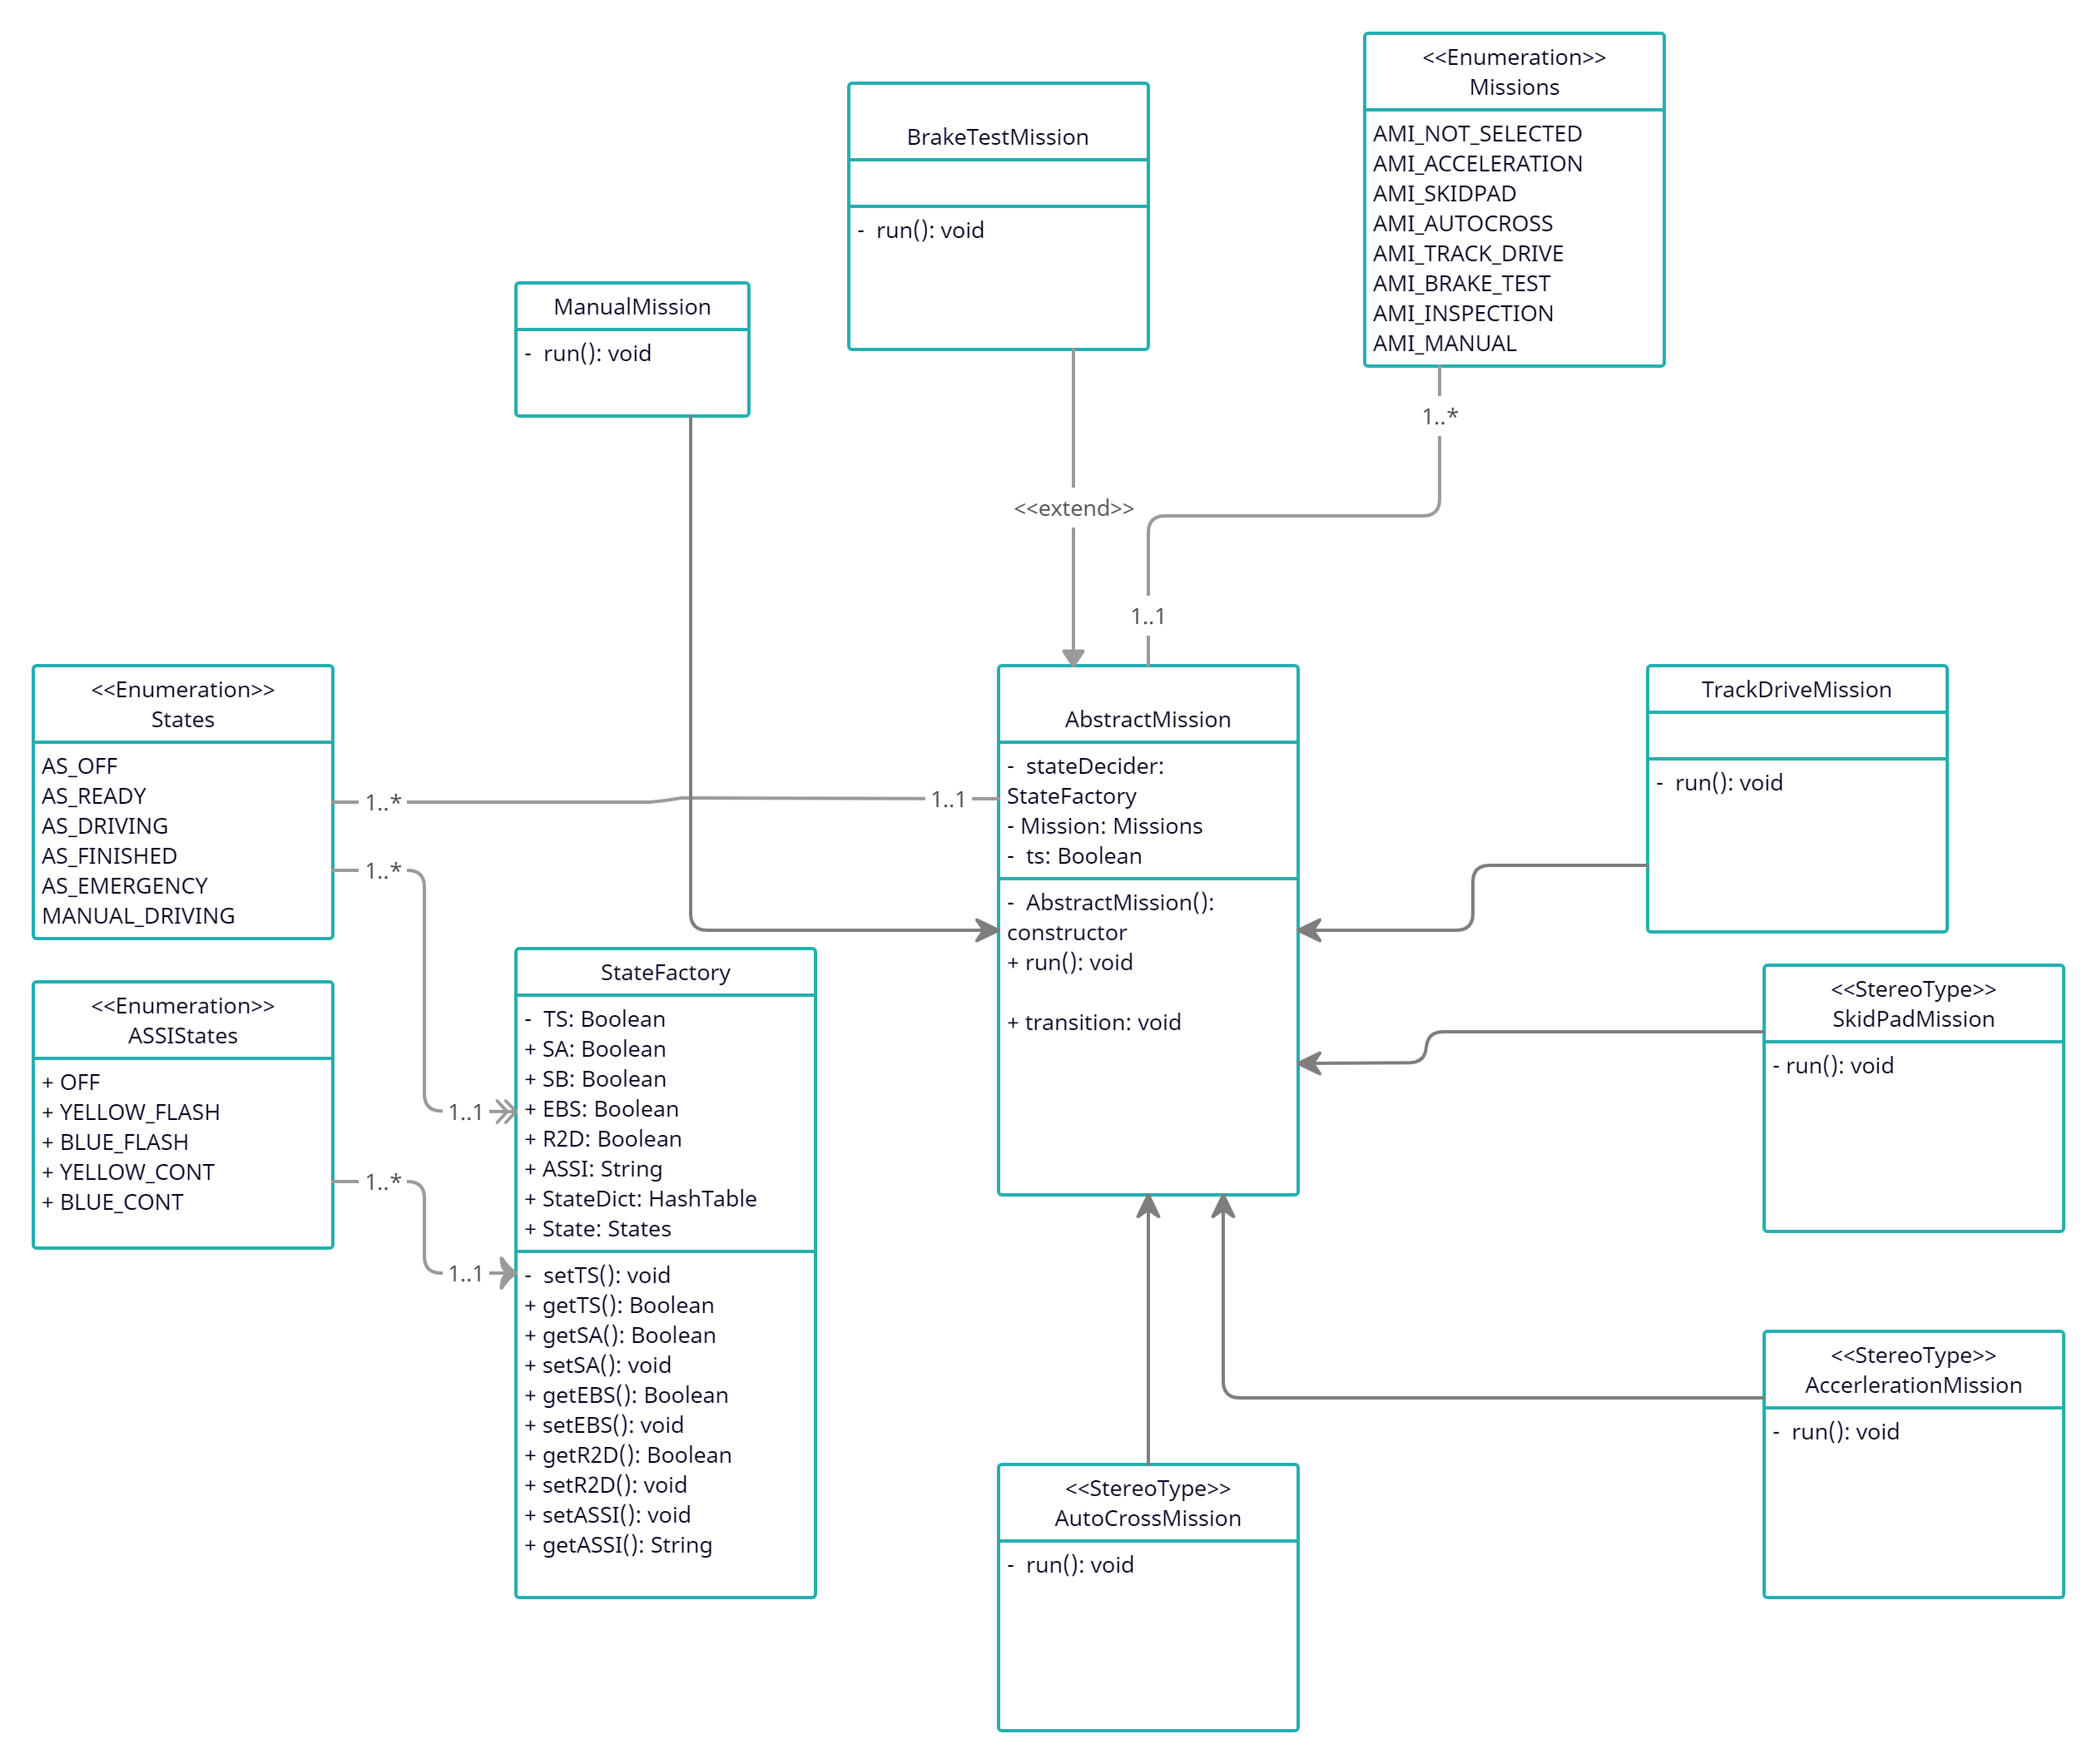 <<Enumeration>>
Missions
AMI_NOT_SELECTED
AMI_ACCELERATION
AMI_SKIDPAD
AMI_AUTOCROSS
AMI_TRACK_DRIVE
AMI_BRAKE_TEST
AMI_INSPECTION
AMI_MANUAL
BrakeTestMission
- run(): void
ManualMission
- run(): void
1..*
<<extend>>
1..1
<<Enumeration>>
States
AS_OFF
AS_READY
AS_DRIVING
AS_FINISHED
AS_EMERGENCY
MANUAL_DRIVING
1..*
1..1
1..*
1..1
AbstractMission
- stateDecider:
StateFactory
- Mission: Missions
- ts: Boolean
- AbstractMission():
constructor
+ run(): void
+ transition: void
TrackDriveMission
- run(): void
<<Enumeration>>
ASSIStates
+ OFF
+ YELLOW_FLASH
+ BLUE_FLASH
+ YELLOW_CONT
+ BLUE_CONT
1..*
1..1
StateFactory
- TS: Boolean
+ SA: Boolean
+ SB: Boolean
+ EBS: Boolean
+ R2D: Boolean
+ ASSI: String
+ StateDict: HashTable
+ State: States
- setTS(): void
+ getTS(): Boolean
+ getSA(): Boolean
+ setSA(): void
+ getEBS(): Boolean
+ setEBS(): void
+ getR2D(): Boolean
+ setR2D(): void
+ setASSI(): void
+ getASSI(): String
<<StereoType>>
SkidPadMission
- run(): void
<<StereoType>>
AccerlerationMission
- run(): void
<<StereoType>>
AutoCrossMission
- run(): void